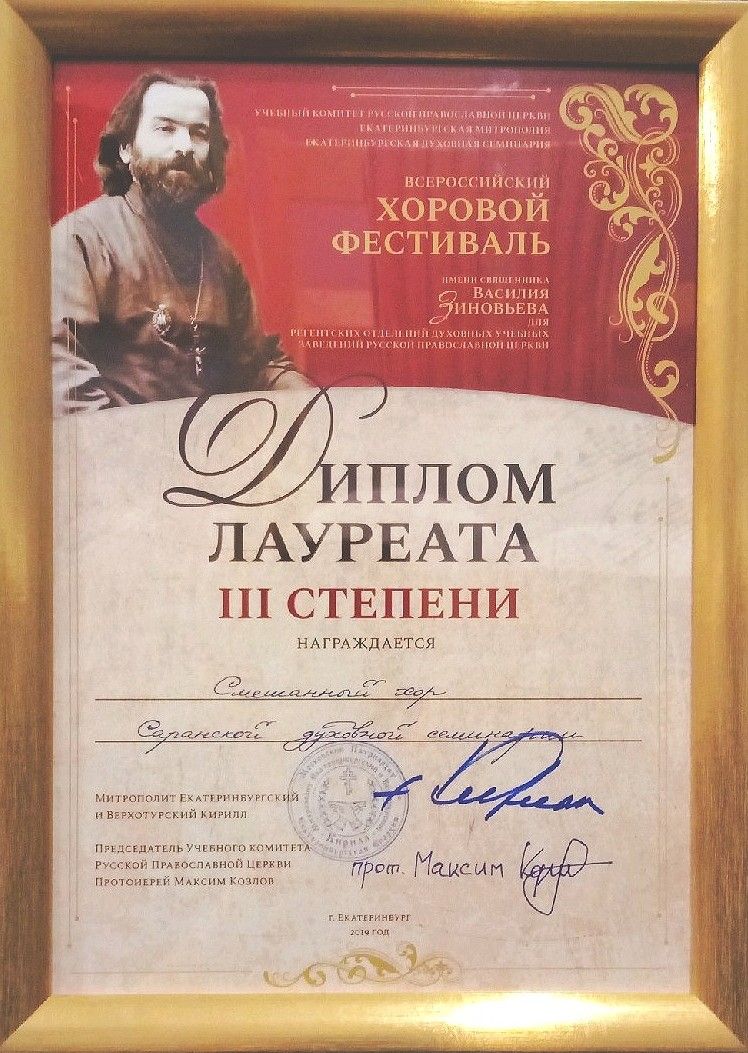 УЧЕБНЫЙ КОМИТЕТ РУССКОЙ ПРАВОСЛАВНОЙ ЦЕРКВИ
ЕКАТЕРИНБУРГСКАЯ МИТРОПОЛИЯ
ЕКАТЕРИНБУРГСКАЯ ДУХОВНАЯ СЕМИНАРИЯ
ВСЕРОССИЙСКИЙ
ХОРОВОЙ
ФЕСТИВАЛЬ
ИМЕНИ СВЯЩЕННИКА
ВАСИЛИЯ
ЗИНОВЬЕВА
ДЛЯ
РЕГЕНТСКИХ ОТДЕЛЕНИЙ ДУХОВНЫХ УЧЕБНЫХ
ЗАВЕДЕНИЙ РУССКОЙ ПРАВОСЛАВНОЙ ЦЕРКВИ
ДИПЛОМ
ЛАУРЕАТА
III СТЕПЕНИ
НАГРАЖДАЕТСЯ
Смешанный хор
Саранской духовной семинарии
МИТРОПОЛИТ ЕКАТЕРИНБУРГСКИЙ
И ВЕРХОТУРСКИЙ КИРИЛЛ
ПРЕДСЕДАТЕЛЬ УЧЕБНОГО КОМИТЕТА
РУССКОЙ ПРАВОСЛАВНОЙ ЦЕРКВИ
ПРОТОИЕРЕЙ МАКСИМ КОЗЛОВ
прот. Максим
Г. ЕКАТЕРИНБУРГ
2019 ГОД